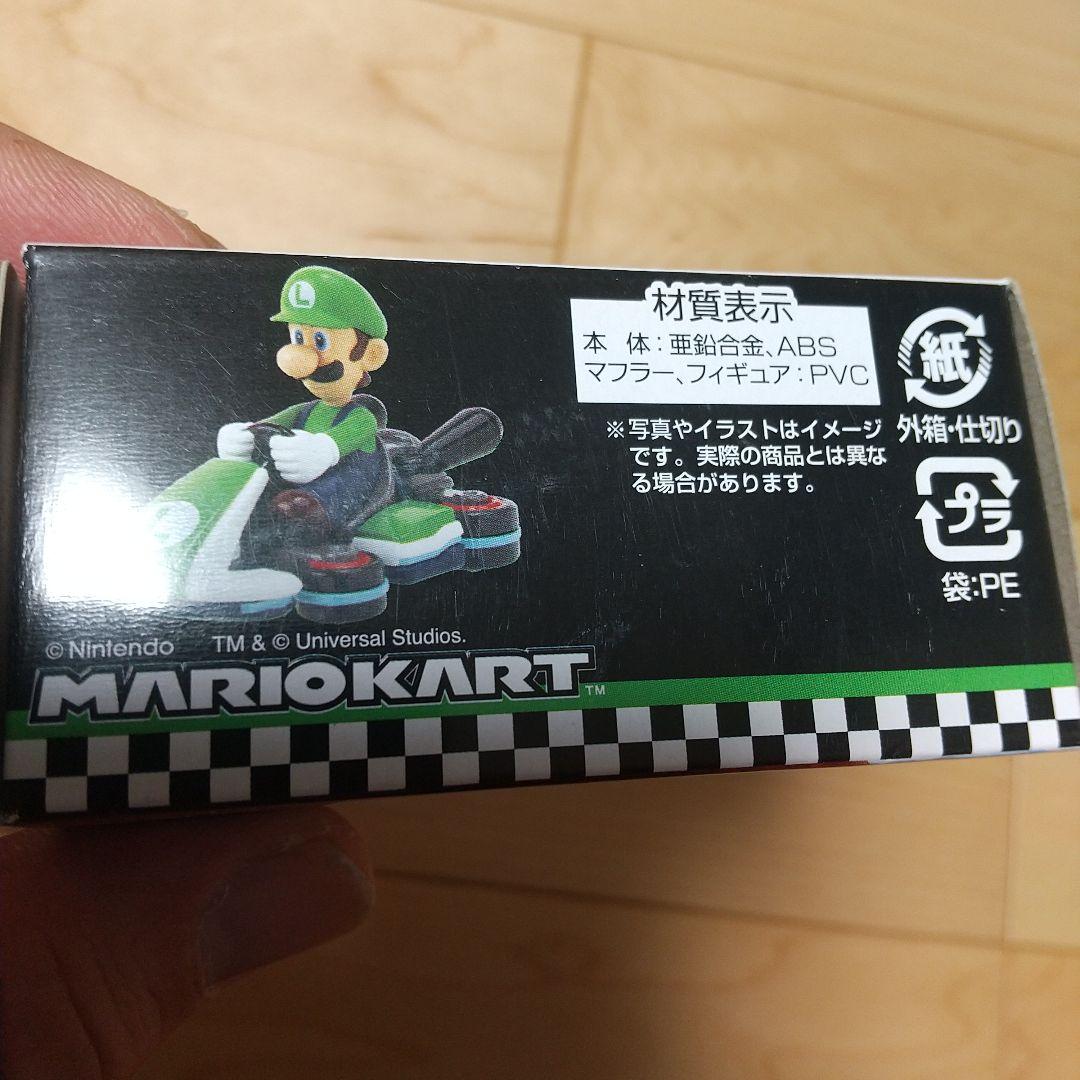 L
材質表示
本 体：亜鉛合金、ABS
マフラー、フィギュア：PVC
※写真やイラストはイメージ
です。実際の商品とは異な
る場合があります。
紙
外箱・仕切り
プラ
袋：PE
© Nintendo TM & © Universal Studios.
MARIOKART™